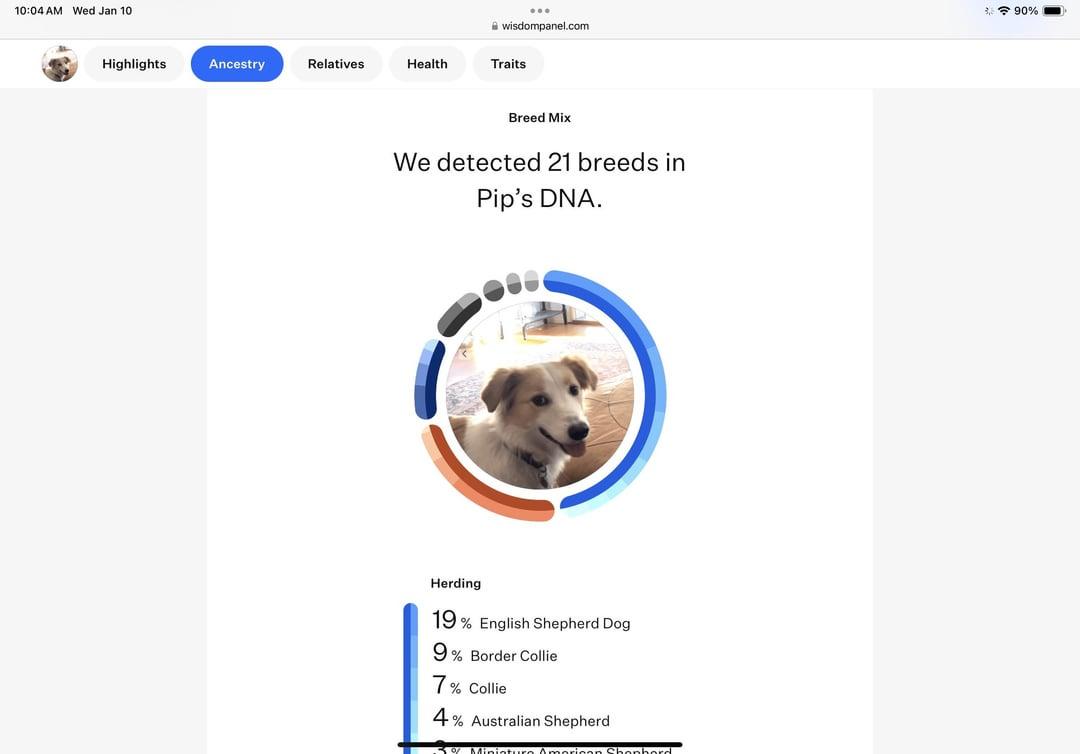 10:04 AM Wed Jan 10
90%
wisdompanel.com
Highlights Ancestry Relatives Health Traits
Breed Mix
We detected 21 breeds in
Pip’s DNA.
Herding
19 % English Shepherd Dog
9 % Border Collie
7 % Collie
4 % Australian Shepherd
3 % Miniature American Shepherd